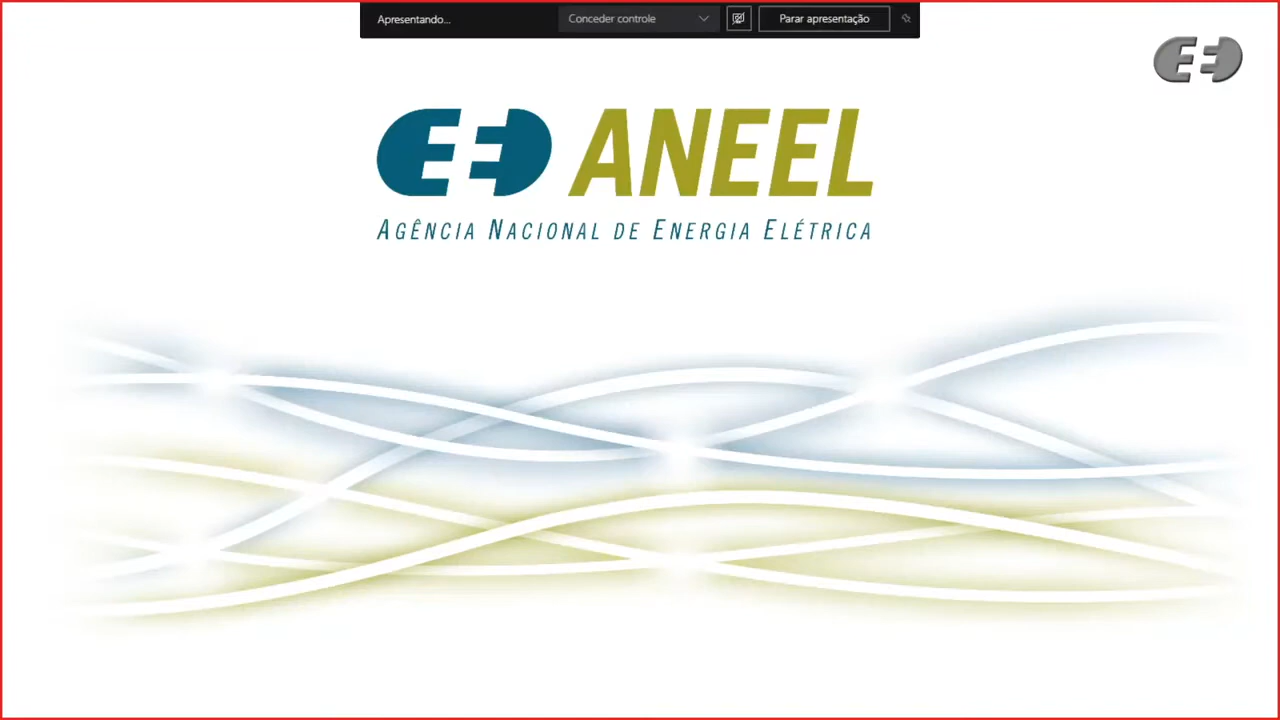 Apresentando...
Conceder controle
Parar apresentação
ANEEL
AGÊNCIA NACIONAL DE ENERGIA ELÉTRICA